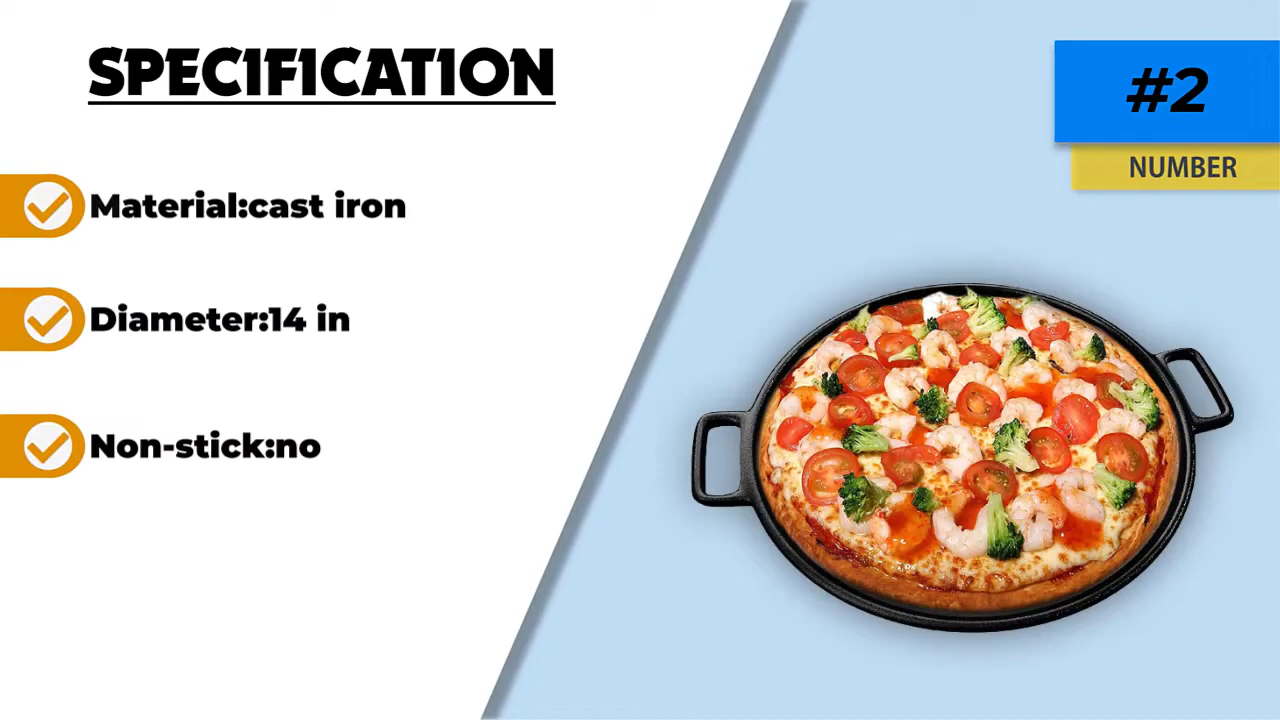 SPECIFICATION
#2
NUMBER
Material:cast iron
Diameter:14 in
Non-stick:no